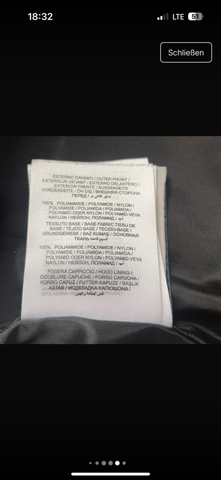 18:32
LTE
51
Schließen
ESTERNO DAVANTI / OUTER FRONT /
EXTERIEUR DEVANT / EXTERNO DELANTERO /
EXTERIOR FRENTE / AUSSENSEITE
VORDERSEITE / ÖN DIŞ / ВНЕШНЯЯ СТОРОНА
ПЕРЕД /
100% POLIAMMIDE / POLYAMIDE / NYLON /
POLYAMIDE / POLIAMIDA / POLIAMIDA /
POLYAMID ODER NYLON / POLYAMID VEYA
NAYLON / НЕЙЛОН, ПОЛИАМИД /
TESSUTO BASE / BASE FABRIC TISSU DE
BASE / TEJIDO BASE / TECIDO-BASE /
GRUNDGEWEBE / BAZ KUMAŞ / ОСНОВНАЯ
ТКАНЬ
100% POLIAMMIDE / POLYAMIDE / NYLON /
POLYAMIDE / POLIAMIDA / POLIAMIDA /
POLYAMID ODER NYLON / POLYAMID VEYA
NAYLON / НЕЙЛОН, ПОЛИАМИД /
FODERA CAPPUCCIO / HOOD LINING /
DOUBLURE CAPUCHE / FORRO CAPUCHA /
FORRO CAPUZ / FUTTER KAPUZE / BAŞLIK
ASTARI / ПОДКЛАДКА КАПЮШОНА /